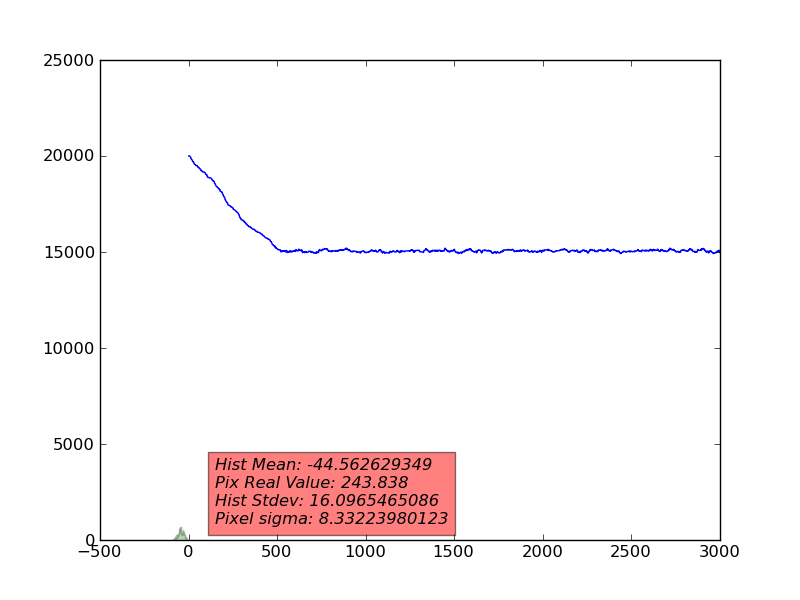 25000
20000
15000
10000
5000
0
Hist Mean: -44.562629349
Pix Real Value: 243.838
Hist Stdev: 16.0965465086
Pixel sigma: 8.33223980123
−500 0 500 1000 1500 2000 2500 3000